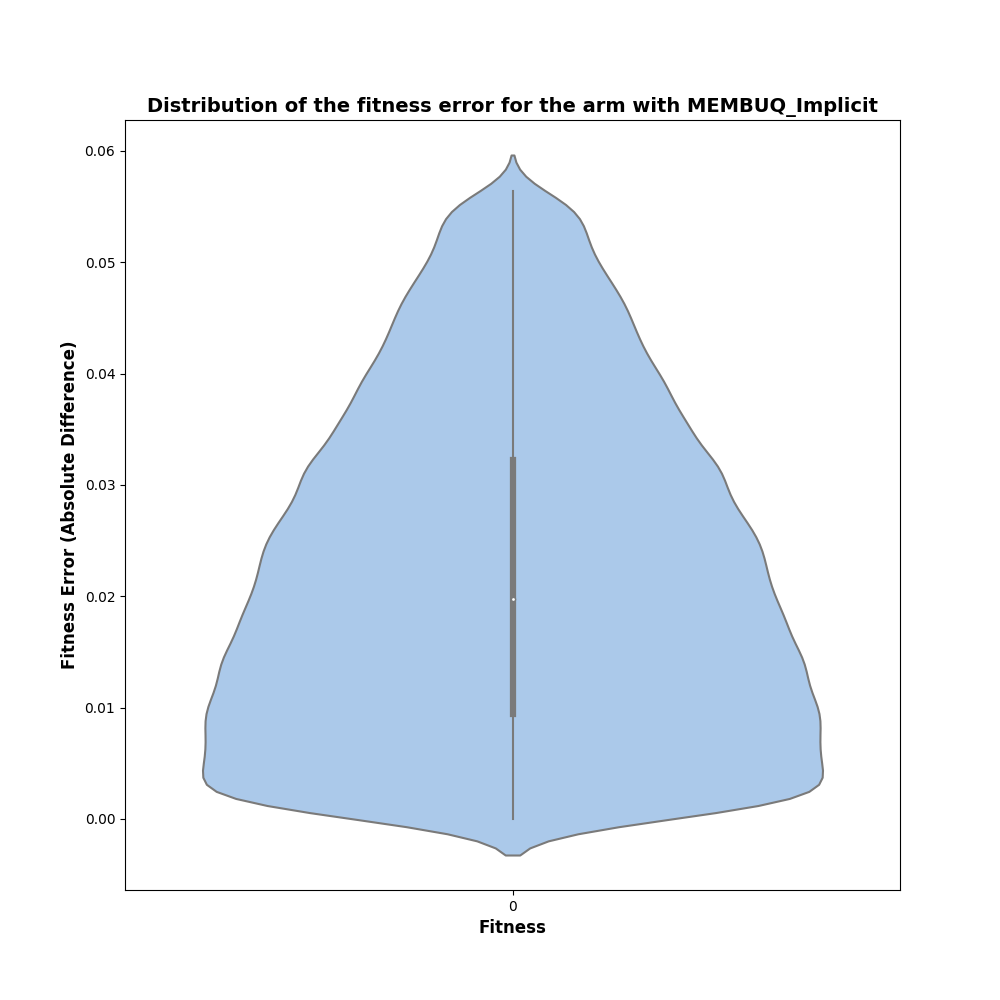 Distribution of the fitness error for the arm with MEMBUQ_Implicit
0.06
0.05
0.04
0.03
0.02
0.01
0.00
Fitness Error (Absolute Difference)
0
Fitness